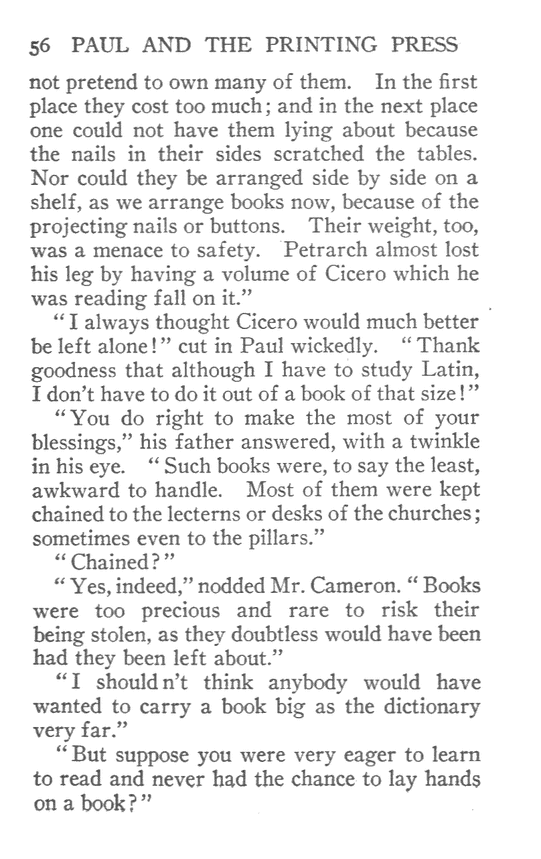 56 PAUL AND THE PRINTING PRESS
not pretend to own many of them. In the first
place they cost too much; and in the next place
one could not have them lying about because
the nails in their sides scratched the tables.
Nor could they be arranged side by side on a
shelf, as we arrange books now, because of the
projecting nails or buttons. Their weight, too,
was a menace to safety. Petrarch almost lost
his leg by having a volume of Cicero which he
was reading fall on it.”
“I always thought Cicero would much better
be left alone!” cut in Paul wickedly. “Thank
goodness that although I have to study Latin,
I don’t have to do it out of a book of that size!”
“You do right to make the most of your
blessings,” his father answered, with a twinkle
in his eye. “Such books were, to say the least,
awkward to handle. Most of them were kept
chained to the lecterns or desks of the churches;
sometimes even to the pillars.”
“Chained?”
“Yes, indeed,” nodded Mr. Cameron. “Books
were too precious and rare to risk their
being stolen, as they doubtless would have been
had they been left about.”
“I shouldn’t think anybody would have
wanted to carry a book big as the dictionary
very far.”
“But suppose you were very eager to learn
to read and never had the chance to lay hands
on a book?”